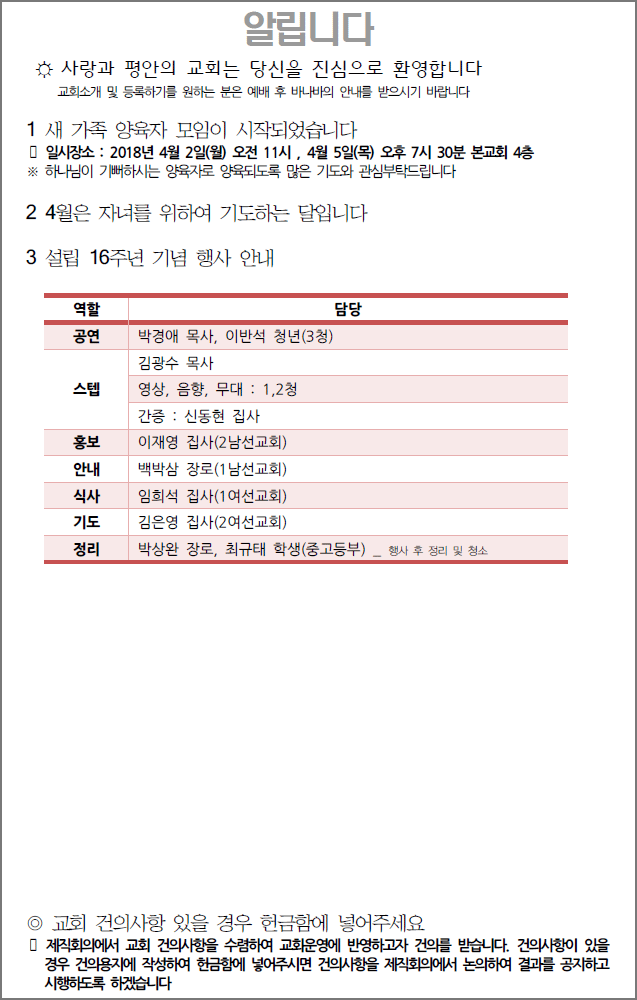 알립니다
☼ 사랑과 평안의 교회는 당신을 진심으로 환영합니다
교회소개 및 등록하기를 원하는 분은 예배 후 바나바의 안내를 받으시기 바랍니다
1 새 가족 양육자 모임이 시작되었습니다
▯ 일시장소 : 2018년 4월 2일(월) 오전 11시 , 4월 5일(목) 오후 7시 30분 본교회 4층
※ 하나님이 기뻐하시는 양육자로 양육되도록 많은 기도와 관심부탁드립니다
2 4월은 자녀를 위하여 기도하는 달입니다
3 설립 16주년 기념 행사 안내
역할 담당
공연 박경애 목사, 이반석 청년(3청)
스텝 김광수 목사
영상, 음향, 무대 : 1,2청
간증 : 신동현 집사
홍보 이재영 집사(2남선교회)
안내 백박삼 장로(1남선교회)
식사 임희석 집사(1여선교회)
기도 김은영 집사(2여선교회)
정리 박상완 장로, 최규태 학생(중고등부) _ 행사 후 정리 및 청소
◎ 교회 건의사항 있을 경우 헌금함에 넣어주세요
▯ 제직회의에서 교회 건의사항을 수령하여 교회운영에 반영하고자 건의를 받습니다. 건의사항이 있을
경우 건의용지에 작성하여 헌금함에 넣어주시면 건의사항을 제직회의에서 논의하여 결과를 공지하고
시행하도록 하겠습니다